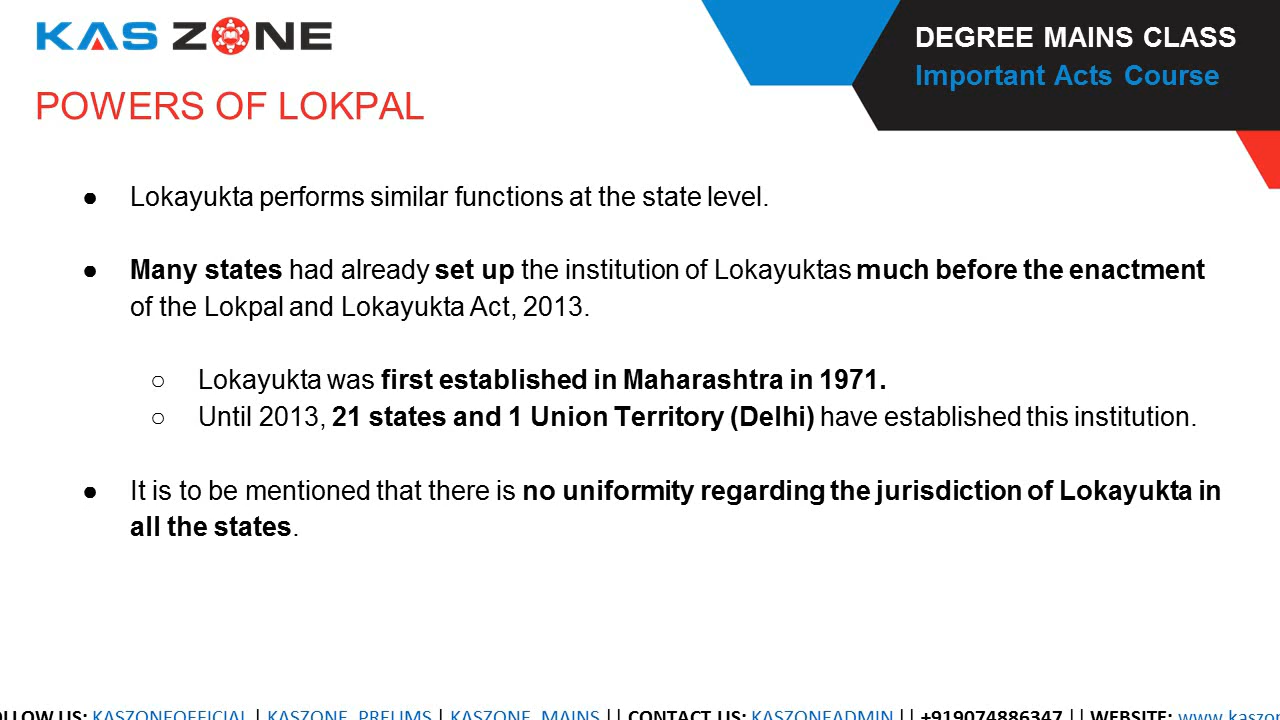 KAS ZONE
DEGREE MAINS CLASS
Important Acts Course
POWERS OF LOKPAL
● Lokayukta performs similar functions at the state level.
● Many states had already set up the institution of Lokayuktas much before the enactment
of the Lokpal and Lokayukta Act, 2013.
○ Lokayukta was first established in Maharashtra in 1971.
○ Until 2013, 21 states and 1 Union Territory (Delhi) have established this institution.
● It is to be mentioned that there is no uniformity regarding the jurisdiction of Lokayukta in
all the states.
US: KASZONEOFFICIAL | KASZONE_PRELIMS | KASZONE_MAINS || CONTACT US: KASZONEADMIN || +919074886347 || WEBSITE: